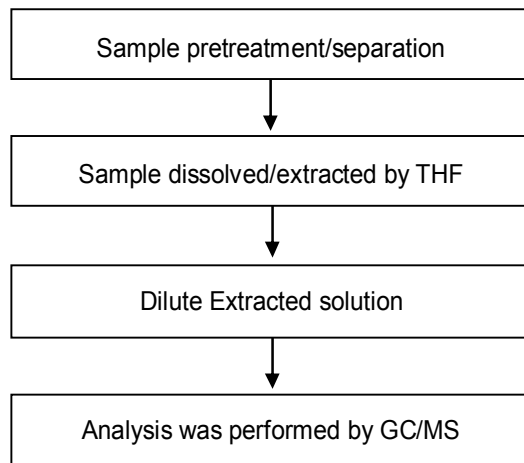 Sample pretreatment/separation
Sample dissolved/extracted by THF
Dilute Extracted solution
Analysis was performed by GC/MS